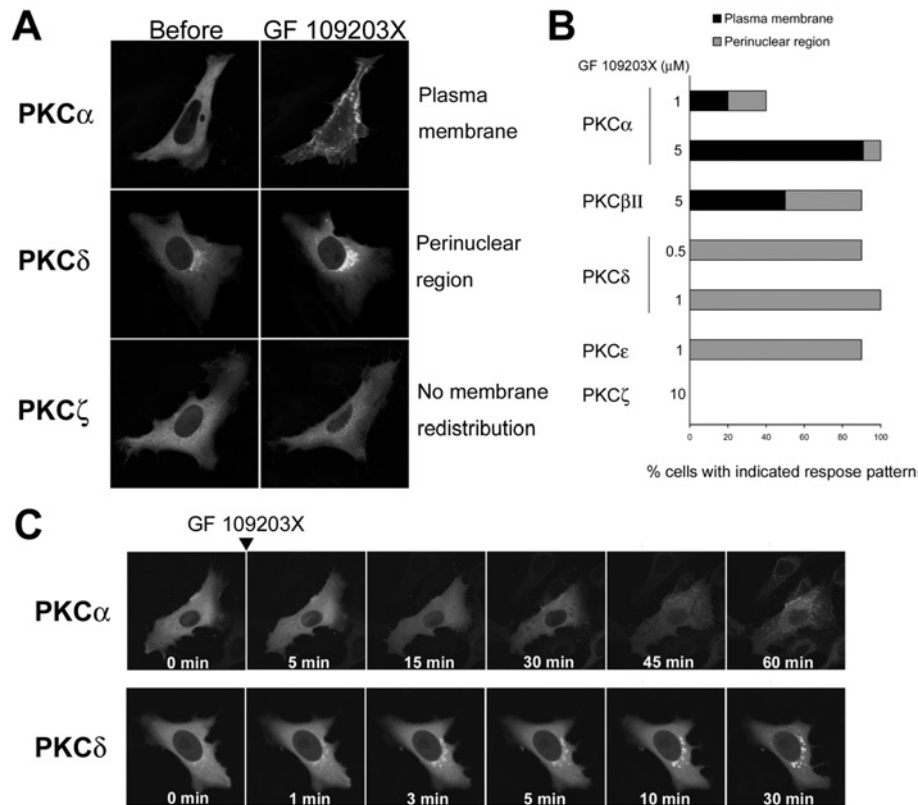 A
Before
GF 109203X
PKCα
Plasma
membrane
PKCδ
Perinuclear
region
PKCζ
No membrane
redistribution
B
Plasma membrane
Perinuclear region
GF 109203X (μM)
PKCα
1
5
PKCβII
5
PKCδ
0.5
1
PKCε
1
PKCζ
10
0 20 40 60 80 100
% cells with indicated respose pattern
C
GF 109203X
PKCα
0 min 5 min 15 min 30 min 45 min 60 min
PKCδ
0 min 1 min 3 min 5 min 10 min 30 min